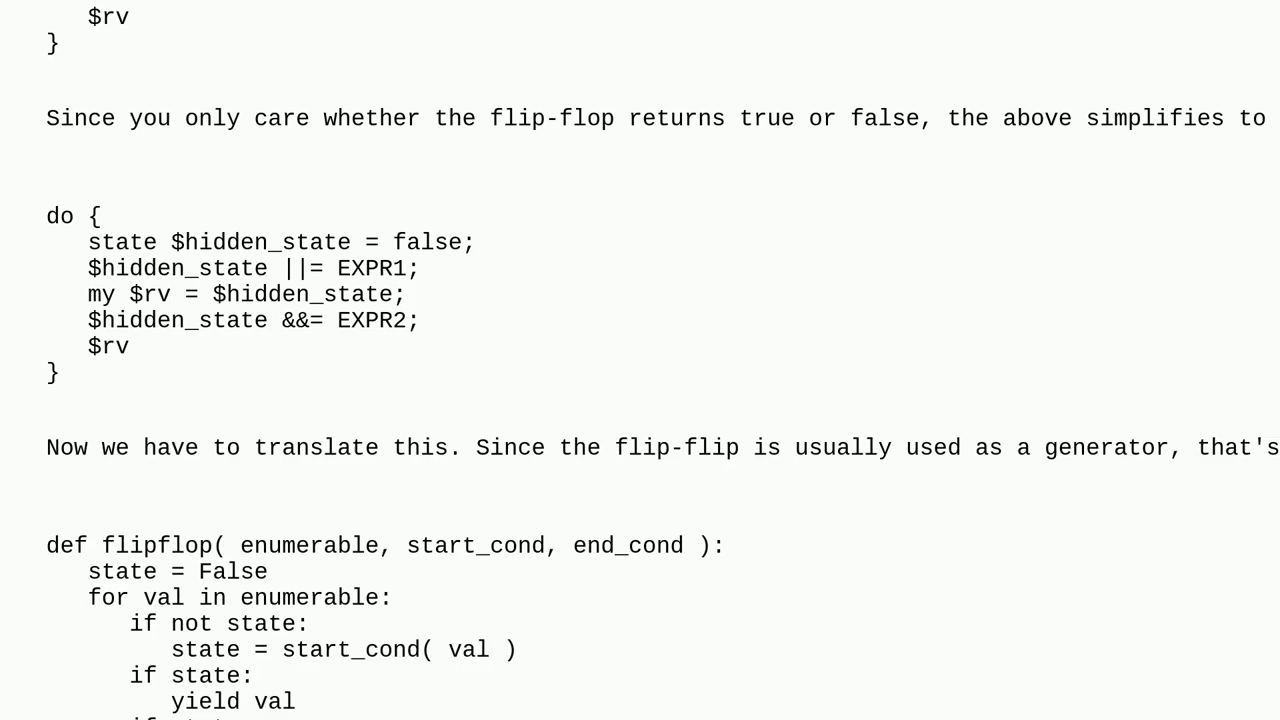 $rv
}
Since you only care whether the flip-flop returns true or false, the above simplifies to
do {
   state $hidden_state = false;
   $hidden_state ||= EXPR1;
   my $rv = $hidden_state;
   $hidden_state &&= EXPR2;
   $rv
}
Now we have to translate this. Since the flip-flip is usually used as a generator, that's
def flipflop( enumerable, start_cond, end_cond ):
   state = False
   for val in enumerable:
      if not state:
         state = start_cond( val )
      if state:
         yield val